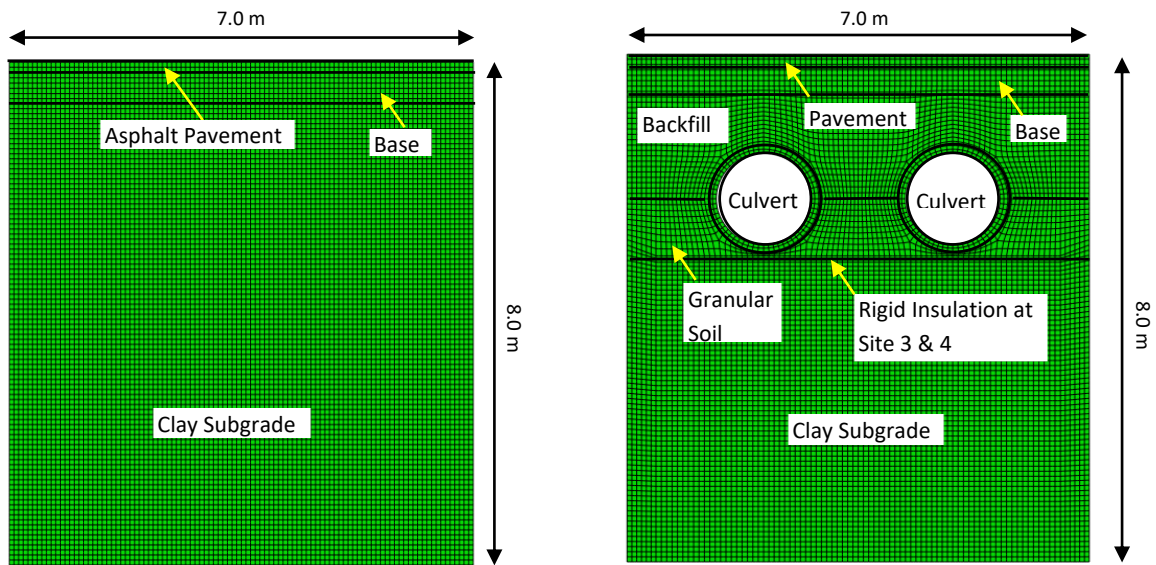 7.0 m
Asphalt Pavement
Base
Clay Subgrade
8.0 m
7.0 m
Backfill
Pavement
Base
Culvert
Culvert
Granular
Soil
Rigid Insulation at
Site 3 & 4
Clay Subgrade
8.0 m